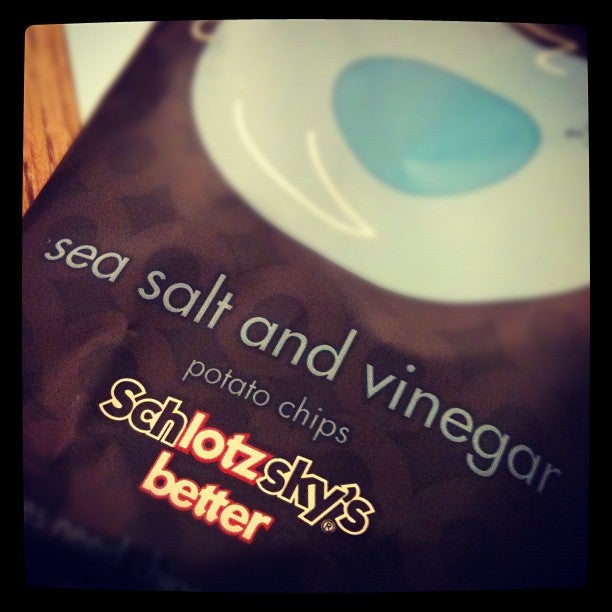 sea salt and vinegar
potato chips
schlotzsky's®
better